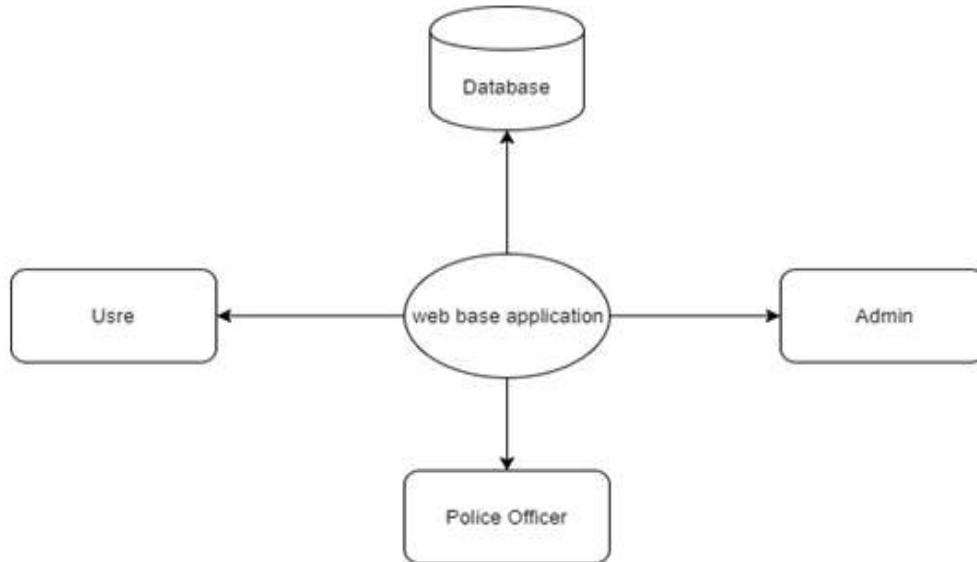 Database
Usre
web base application
Admin
Police Officer